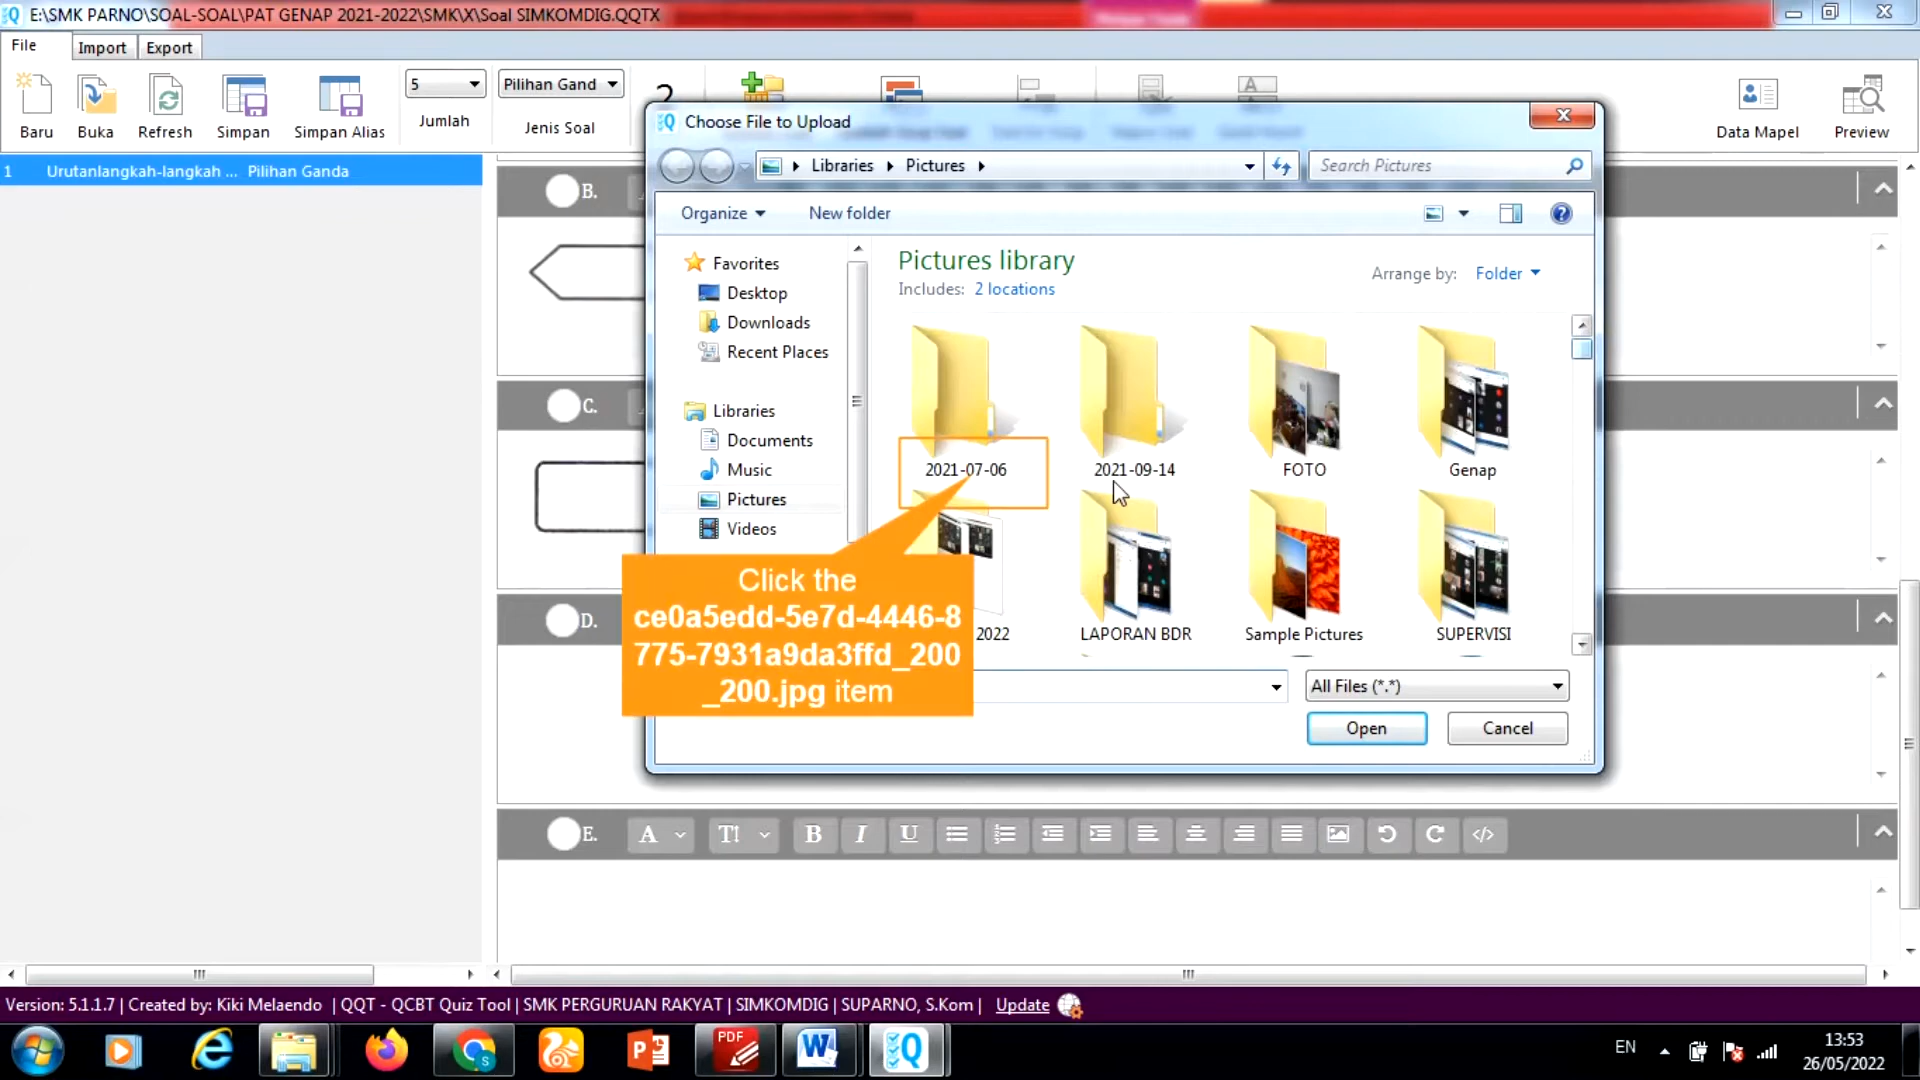 E:\SMK PARNO\SOAL-SOAL\PAT GENAP 2021-2022\SMK\X\Soal SIMKOMDIG.QQTX
File
Import
Export
Baru
Buka
Refresh
Simpan
Simpan Alias
5
Jumlah
Pilihan Gand
Jenis Soal
Data Mapel
Preview
1 Urutanlangkah-langkah ... Pilihan Ganda
Choose File to Upload
Libraries
Pictures
Search Pictures
Organize
New folder
Favorites
Desktop
Downloads
Recent Places
Libraries
Documents
Music
Pictures
Videos
Pictures library
Includes: 2 locations
Arrange by: Folder
2021-07-06
2021-09-14
FOTO
Genap
2022
LAPORAN BDR
Sample Pictures
SUPERVISI
Click the
ce0a5edd-5e7d-4446-8
775-7931a9da3ffd_200
_200.jpg item
All Files (*.*)
Open
Cancel
B.
C.
D.
E.
Version: 5.1.1.7 | Created by: Kiki Melaendo | QQT - QCBT Quiz Tool | SMK PERGURUAN RAKYAT | SIMKOMDIG | SUPARNO, S.Kom | Update
PDF
EN
13:53
26/05/2022